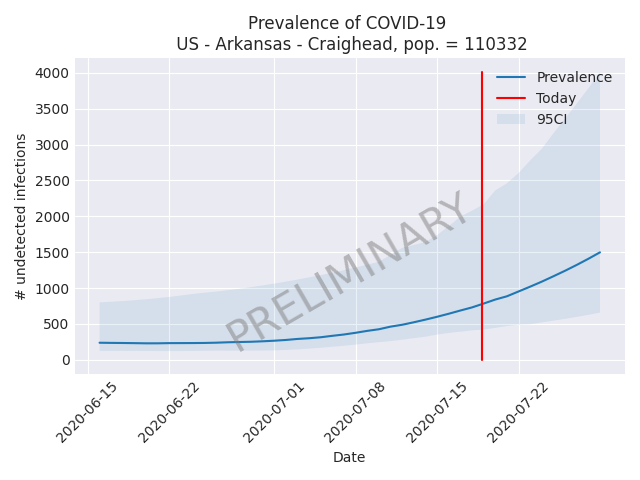 Prevalence of COVID-19
US - Arkansas - Craighead, pop. = 110332
4000
3500
3000
2500
2000
1500
1000
500
0
# undetected infections
Prevalence
Today
95CI
PRELIMINARY
2020-06-15
2020-06-22
2020-07-01
2020-07-08
2020-07-15
2020-07-22
Date